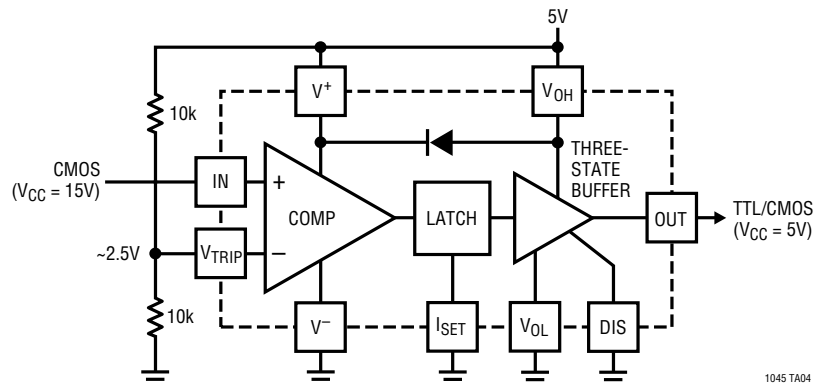 5V
V+
VOH
10k
THREE-
STATE
BUFFER
CMOS
(VCC = 15V)
IN
+
COMP
LATCH
OUT
TTL/CMOS
(VCC = 5V)
~2.5V
VTRIP
−
10k
V−
ISET
VOL
DIS
1045 TA04